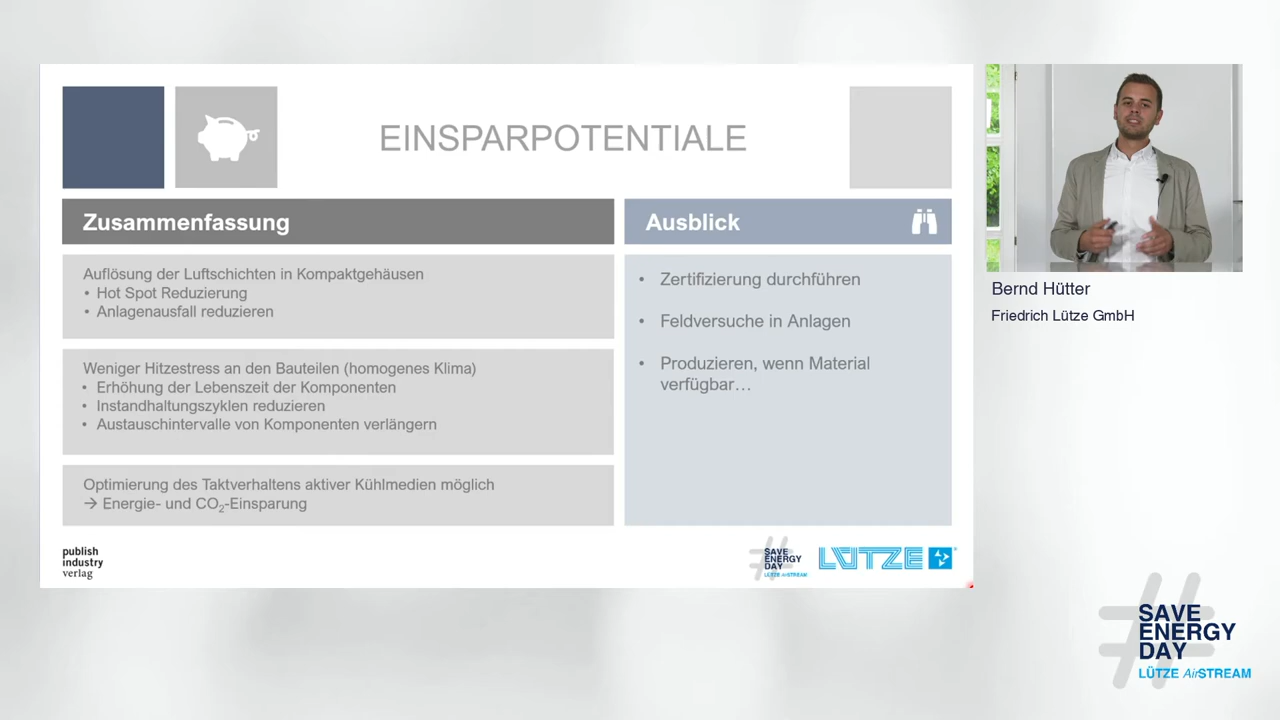 EINSPARPOTENTIALE
Zusammenfassung
Auflösung der Luftschichten in Kompaktgehäusen
• Hot Spot Reduzierung
• Anlagenausfall reduzieren
Weniger Hitzestress an den Bauteilen (homogenes Klima)
• Erhöhung der Lebenszeit der Komponenten
• Instandhaltungszyklen reduzieren
• Austauschintervalle von Komponenten verlängern
Optimierung des Taktverhaltens aktiver Kühlmedien möglich
→ Energie- und CO₂-Einsparung
Ausblick
• Zertifizierung durchführen
• Feldversuche in Anlagen
• Produzieren, wenn Material
verfügbar…
publish
industry
verlag
#
SAVE
ENERGY
DAY
LÜTZE AirSTREAM
LÜTZE
Bernd Hütter
Friedrich Lütze GmbH
#
SAVE
ENERGY
DAY
LÜTZE AirSTREAM